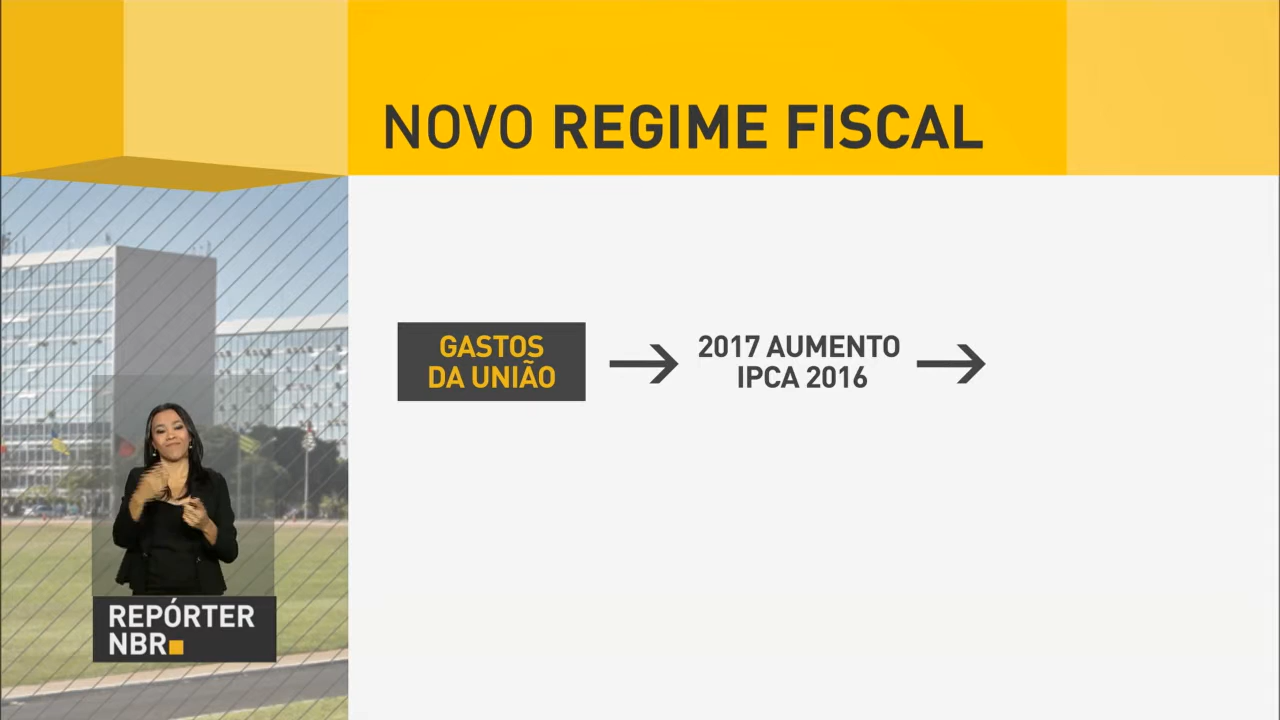 NOVO REGIME FISCAL
GASTOS
DA UNIÃO
2017 AUMENTO
IPCA 2016
REPÓRTER
NBR